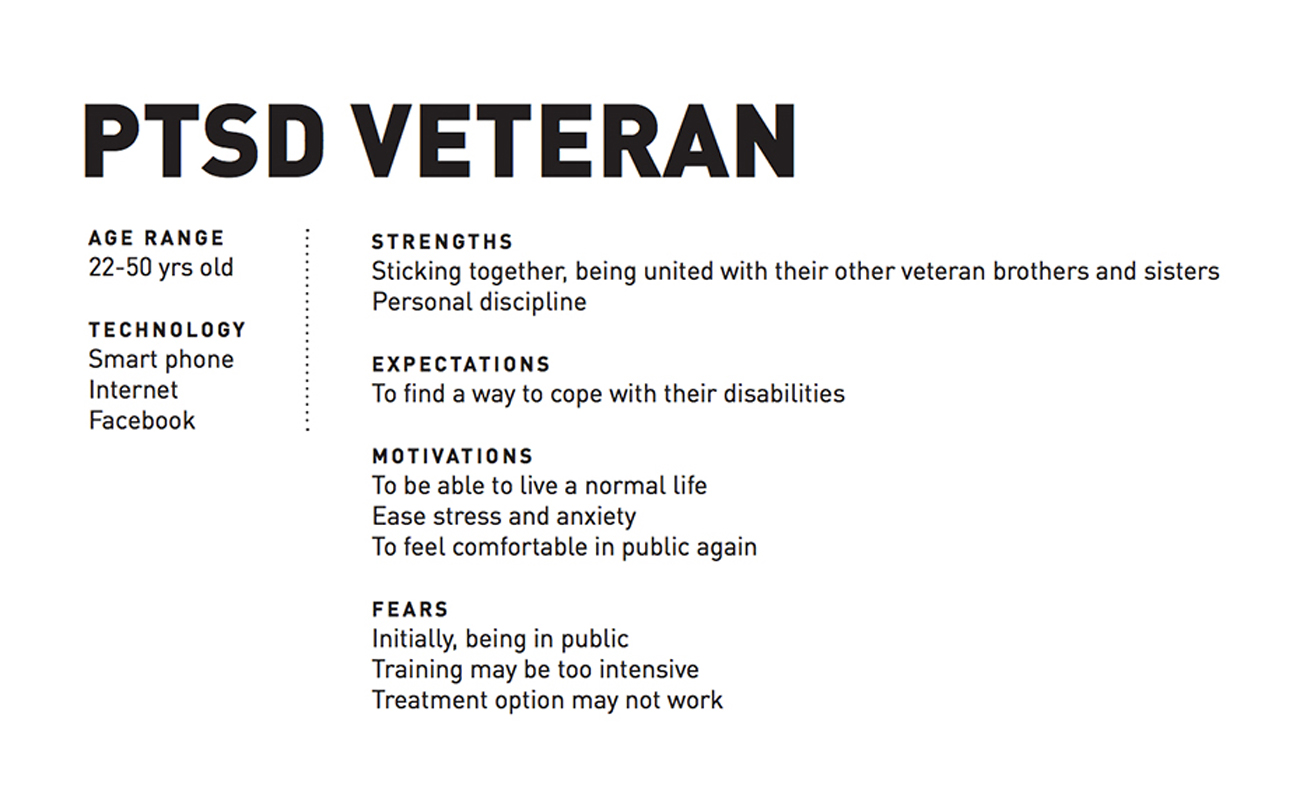 PTSD VETERAN
AGE RANGE
22-50 yrs old
TECHNOLOGY
Smart phone
Internet
Facebook
STRENGTHS
Sticking together, being united with their other veteran brothers and sisters
Personal discipline
EXPECTATIONS
To find a way to cope with their disabilities
MOTIVATIONS
To be able to live a normal life
Ease stress and anxiety
To feel comfortable in public again
FEARS
Initially, being in public
Training may be too intensive
Treatment option may not work